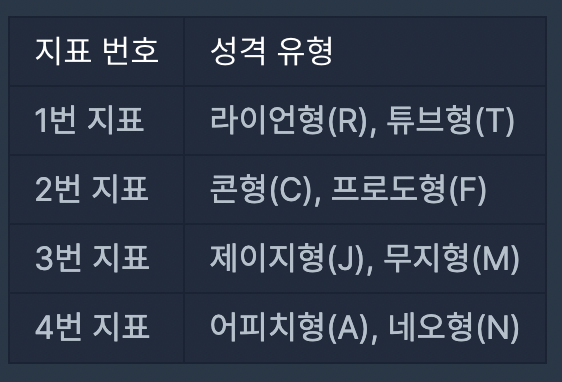 지표 번호 성격 유형
1번 지표 라이언형(R), 튜브형(T)
2번 지표 콘형(C), 프로도형(F)
3번 지표 제이지형(J), 무지형(M)
4번 지표 어피치형(A), 네오형(N)